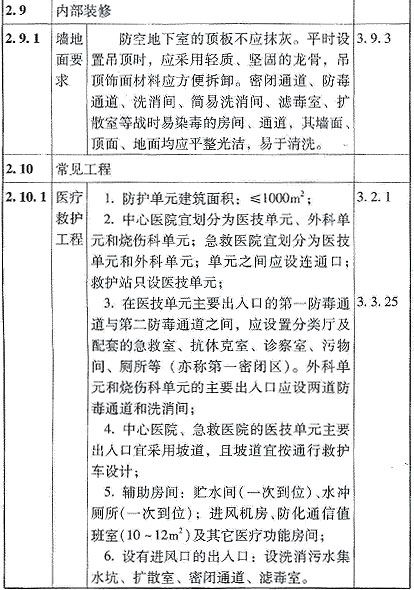 2.9 内部装修
2.9.1 墙地 防空地下室的顶板不应抹灰。平时设 3.9.3
面要 置吊顶时，应采用轻质、坚固的龙骨，吊
求 顶饰面材料应方便拆卸。密闭通道、防毒
通道、洗消间、简易洗消间、滤毒室、扩
散室等战时易染毒的房间、通道，其墙面、
顶面、地面均应平整光洁，易于清洗。
2.10 常见工程
2.10.1 医疗 1. 防护单元建筑面积：≤1000m²； 3.2.1
救护 2. 中心医院宜划分为医技单元、外科单
工程 元和烧伤科单元；急救医院宜划分为医技
单元和外科单元；单元之间应设连通口；
救护站只设医技单元；
3. 在医技单元主要出入口的第一防毒通 3.3.25
道与第二防毒通道之间，应设置分类厅及
配套的急救室、抗休克室、诊察室、污物
间、厕所等（亦称第一密闭区）。外科单
元和烧伤科单元的主要出入口应设两道防
毒通道和洗消间；
4. 中心医院、急救医院的医技单元主要
出入口宜采用坡道，且坡道宜按通行救护
车设计；
5. 辅助房间：贮水间(一次到位)、水冲
厕所(一次到位)；进风机房、防化通信值
班室(10～12m²)及其它医疗功能房间；
6. 设有进风口的出入口：设洗消污水集
水坑、扩散室、密闭通道、滤毒室。